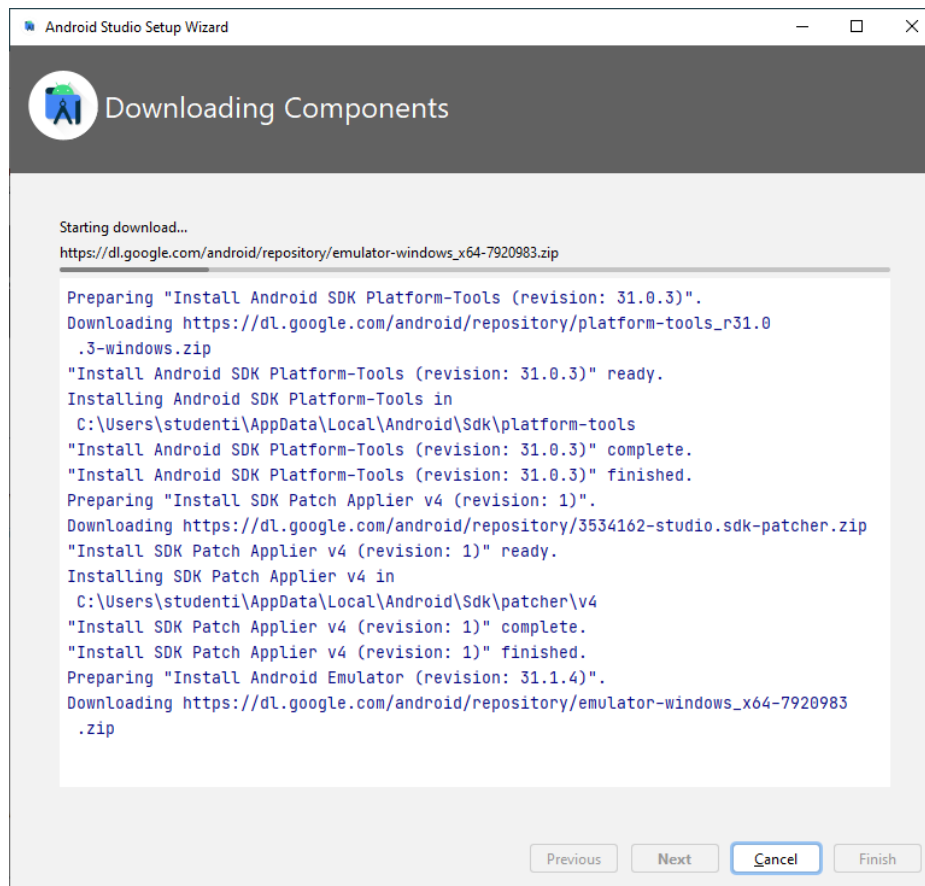 Android Studio Setup Wizard
Downloading Components
Starting download...
https://dl.google.com/android/repository/emulator-windows_x64-7920983.zip
Preparing "Install Android SDK Platform-Tools (revision: 31.0.3)".
Downloading https://dl.google.com/android/repository/platform-tools_r31.0
.3-windows.zip
"Install Android SDK Platform-Tools (revision: 31.0.3)" ready.
Installing Android SDK Platform-Tools in
C:\Users\studenti\AppData\Local\Android\Sdk\platform-tools
"Install Android SDK Platform-Tools (revision: 31.0.3)" complete.
"Install Android SDK Platform-Tools (revision: 31.0.3)" finished.
Preparing "Install SDK Patch Applier v4 (revision: 1)".
Downloading https://dl.google.com/android/repository/3534162-studio.sdk-patcher.zip
"Install SDK Patch Applier v4 (revision: 1)" ready.
Installing SDK Patch Applier v4 in
C:\Users\studenti\AppData\Local\Android\Sdk\patcher\v4
"Install SDK Patch Applier v4 (revision: 1)" complete.
"Install SDK Patch Applier v4 (revision: 1)" finished.
Preparing "Install Android Emulator (revision: 31.1.4)".
Downloading https://dl.google.com/android/repository/emulator-windows_x64-7920983
.zip
Previous Next Cancel Finish